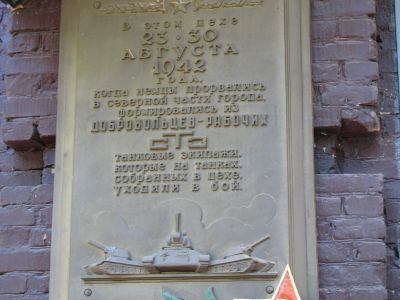 В этом цехе
23-30
АВГУСТА
1942
ГОДА,
когда немцы прорвались
в северной части города,
формировались из
ДОБРОВОЛЬЦЕВ-РАБОЧИХ
СТЗ
танковые экипажи,
которые на танках,
собранных в цехе,
уходили в бой.